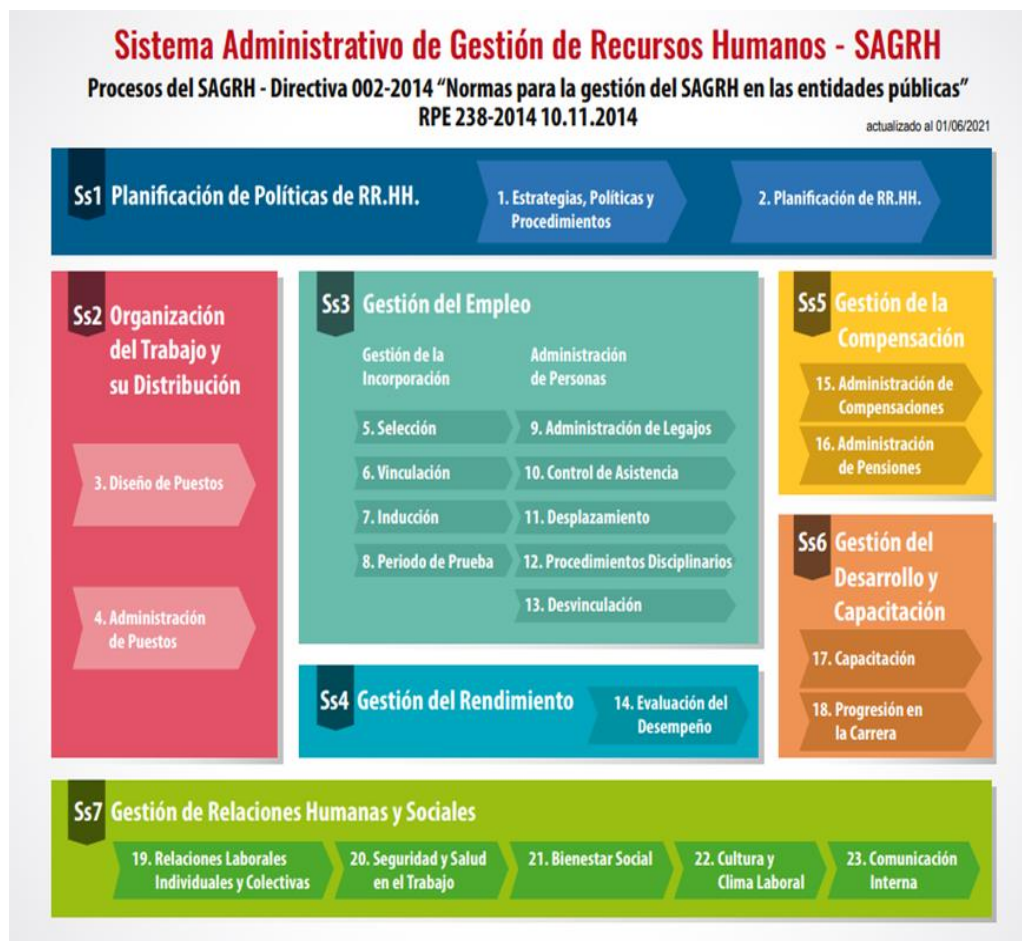 Sistema Administrativo de Gestión de Recursos Humanos - SAGRH
Procesos del SAGRH - Directiva 002-2014 “Normas para la gestión del SAGRH en las entidades públicas”
RPE 238-2014 10.11.2014
actualizado al 01/06/2021
Ss1 Planificación de Políticas de RR.HH.
1. Estrategias, Políticas y
Procedimientos
2. Planificación de RR.HH.
Ss2 Organización
del Trabajo y
su Distribución
3. Diseño de Puestos
4. Administración
de Puestos
Ss3 Gestión del Empleo
Gestión de la
Incorporación
5. Selección
6. Vinculación
7. Inducción
8. Periodo de Prueba
Administración
de Personas
9. Administración de Legajos
10. Control de Asistencia
11. Desplazamiento
12. Procedimientos Disciplinarios
13. Desvinculación
Ss4 Gestión del Rendimiento
14. Evaluación del
Desempeño
Ss5 Gestión de la
Compensación
15. Administración de
Compensaciones
16. Administración
de Pensiones
Ss6 Gestión del
Desarrollo y
Capacitación
17. Capacitación
18. Progresión en
la Carrera
Ss7 Gestión de Relaciones Humanas y Sociales
19. Relaciones Laborales
Individuales y Colectivas
20. Seguridad y Salud
en el Trabajo
21. Bienestar Social
22. Cultura y
Clima Laboral
23. Comunicación
Interna